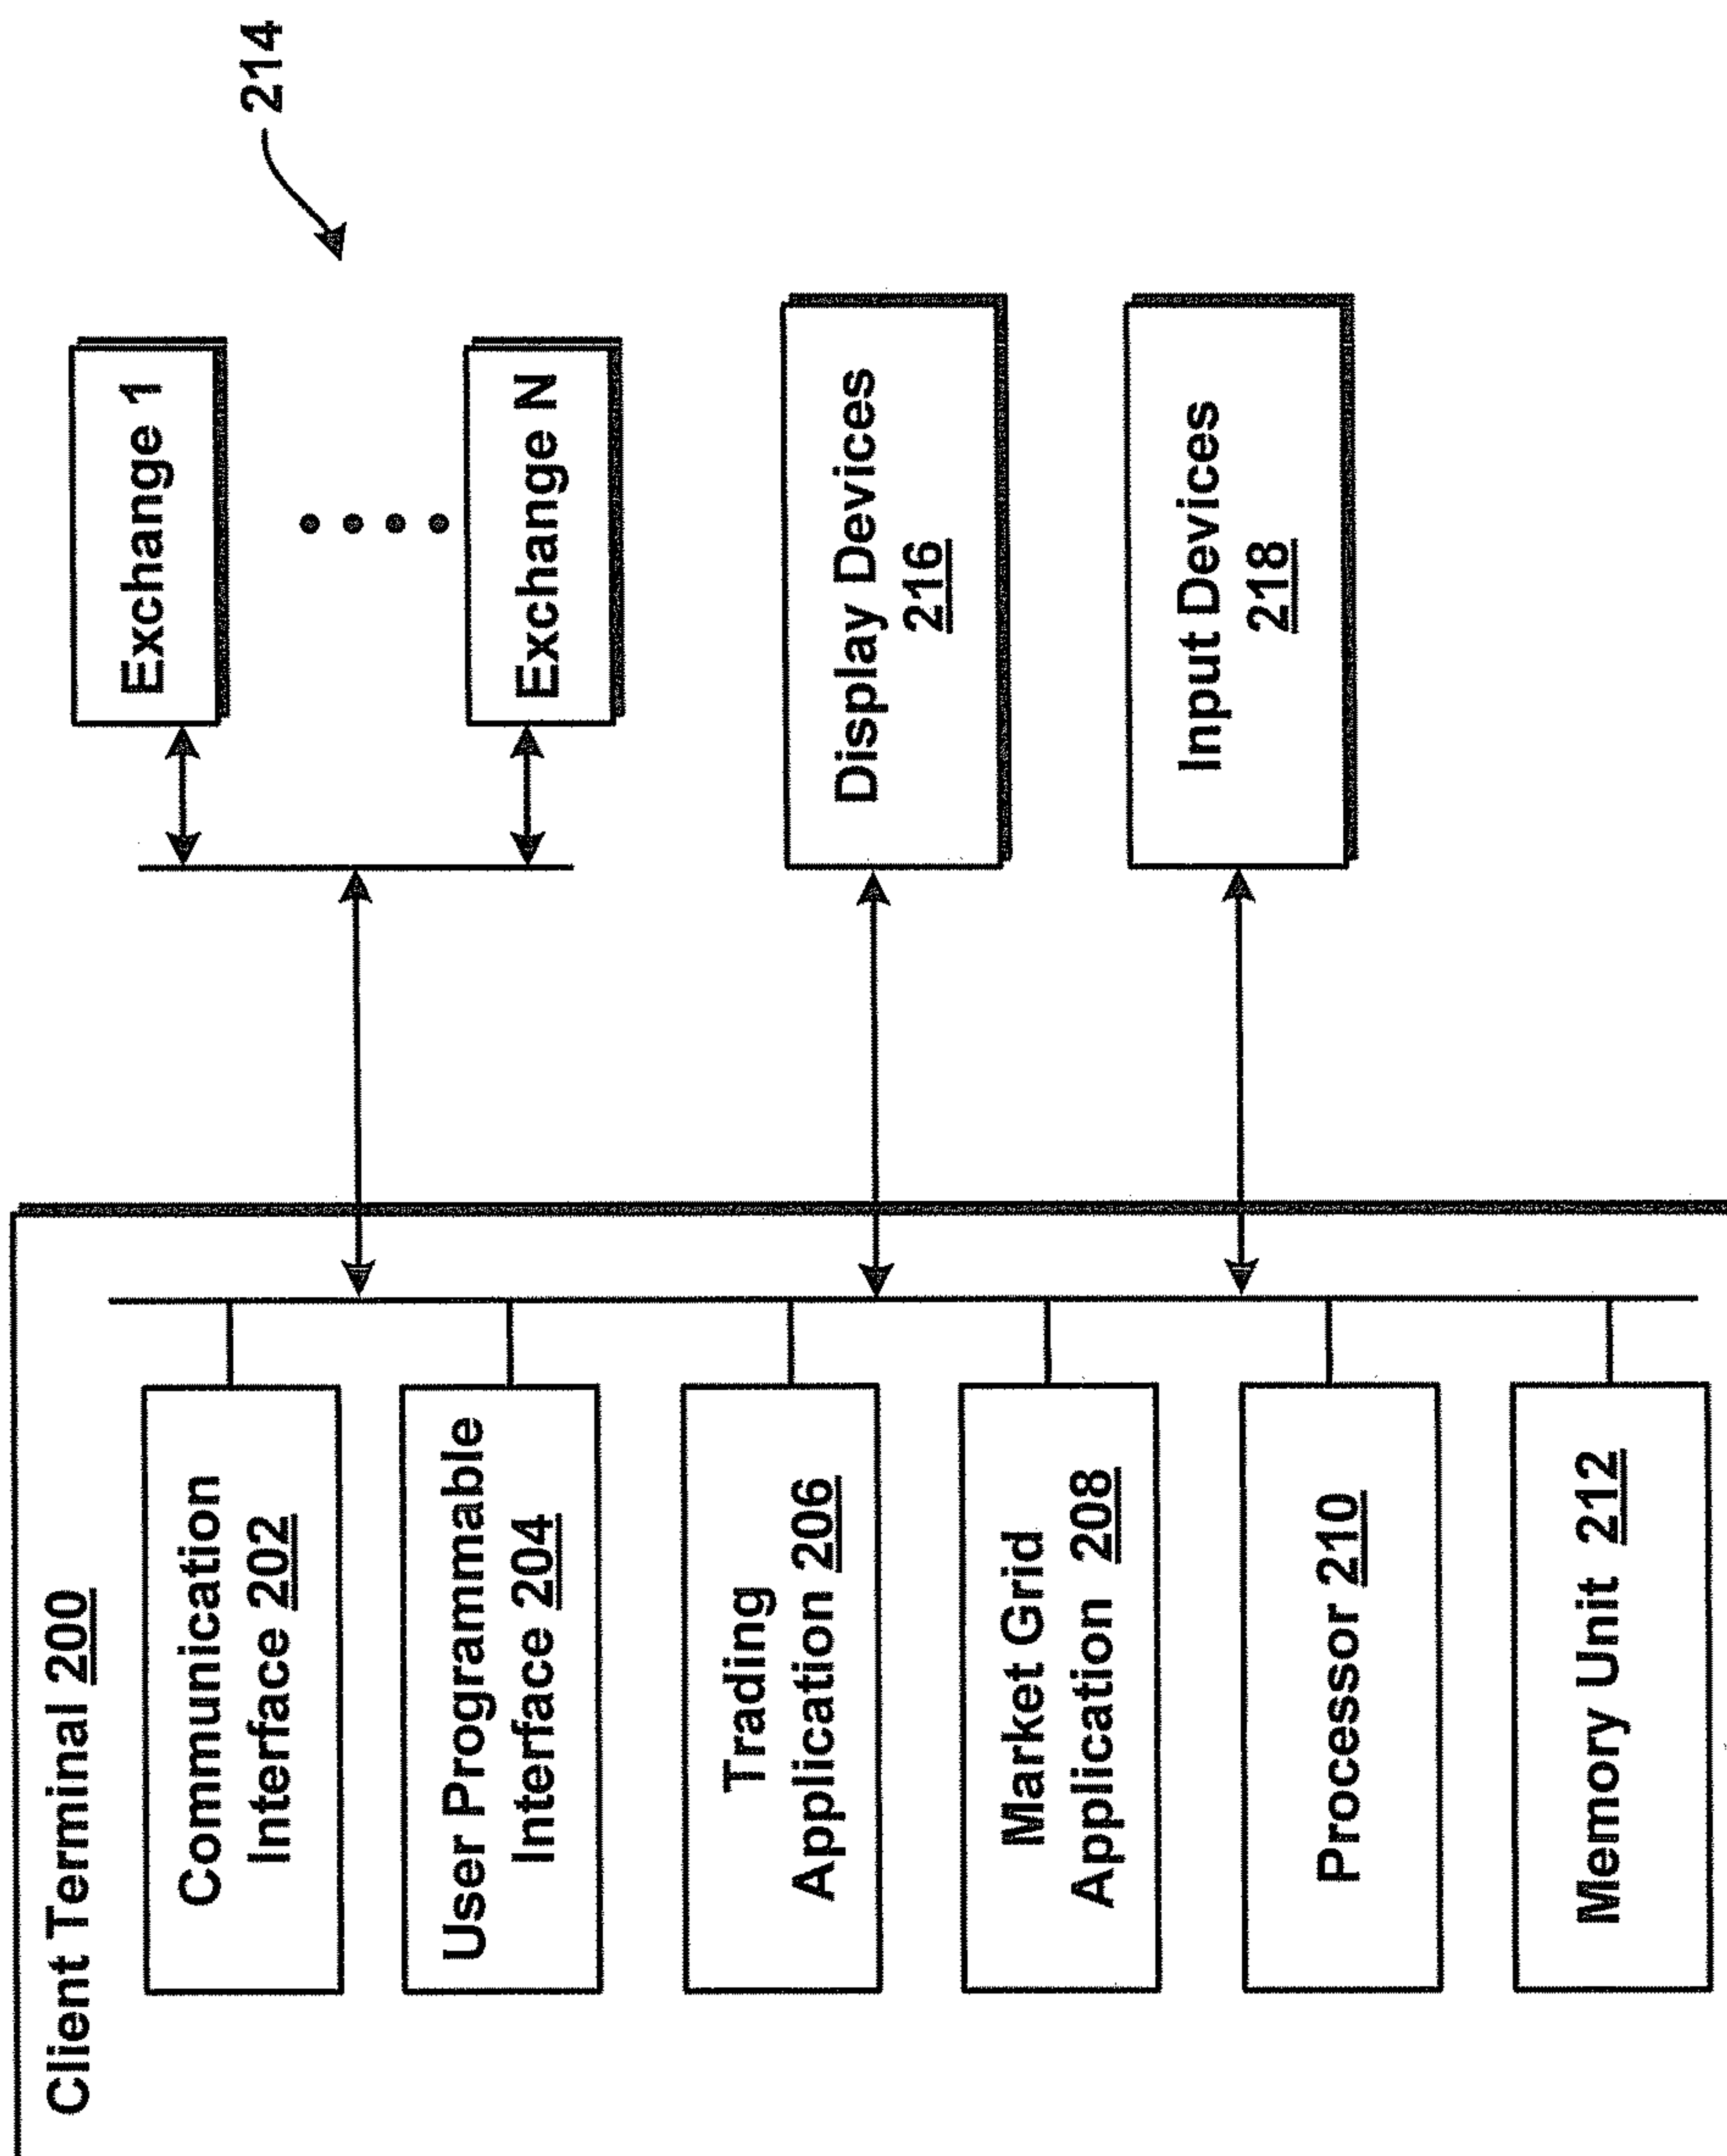 Client Terminal 200
Communication
Interface 202
User Programmable
Interface 204
Trading
Application 206
Market Grid
Application 208
Processor 210
Memory Unit 212
214
Exchange 1
Exchange N
Display Devices
216
Input Devices
218